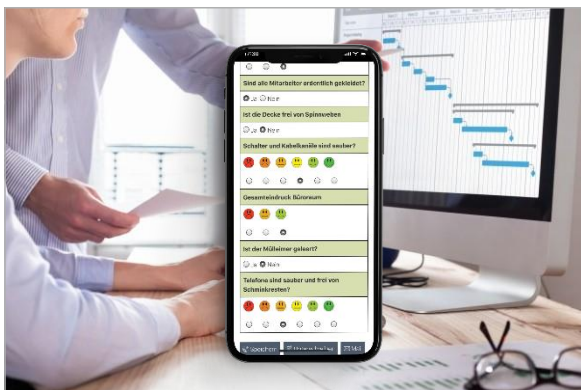 Sind alle Mitarbeiter ordentlich gekleidet?
Ja Nein
Ist die Decke frei von Spinnweben
Ja Nein
Schalter und Kabelkanäle sind sauber?
Gesamteindruck Büroraum
Ist der Mülleimer geleert?
Ja Nein
Telefone sind sauber und frei von
Schminkresten?
Speichern Mail